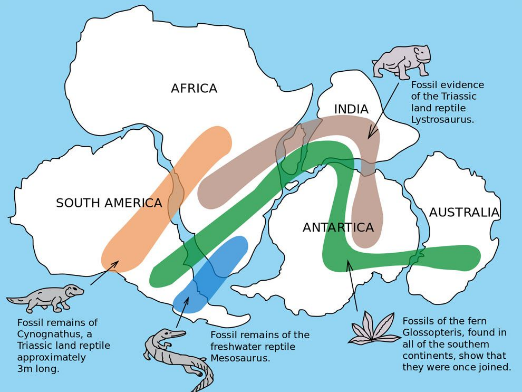 AFRICA
INDIA
Fossil evidence
of the Triassic
land reptile
Lystrosaurus.
SOUTH AMERICA
ANTARTICA
AUSTRALIA
Fossil remains of
Cynognathus, a
Triassic land reptile
approximately
3m long.
Fossil remains of the
freshwater reptile
Mesosaurus.
Fossils of the fern
Glossopteris, found in
all of the southern
continents, show that
they were once joined.